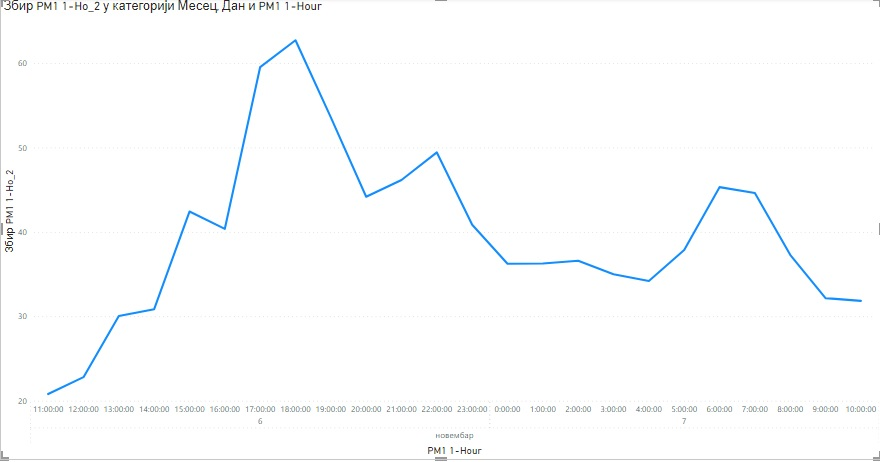 Збир PM1 1-Ho_2 у категорији Месец, Дан и PM1 1-Hour
Збир PM1 1-Ho_2
60
50
40
30
20
11:00:00 12:00:00 13:00:00 14:00:00 15:00:00 16:00:00 17:00:00 18:00:00 19:00:00 20:00:00 21:00:00 22:00:00 23:00:00 0:00:00 1:00:00 2:00:00 3:00:00 4:00:00 5:00:00 6:00:00 7:00:00 8:00:00 9:00:00 10:00:00
6 7
новембар
PM1 1-Hour